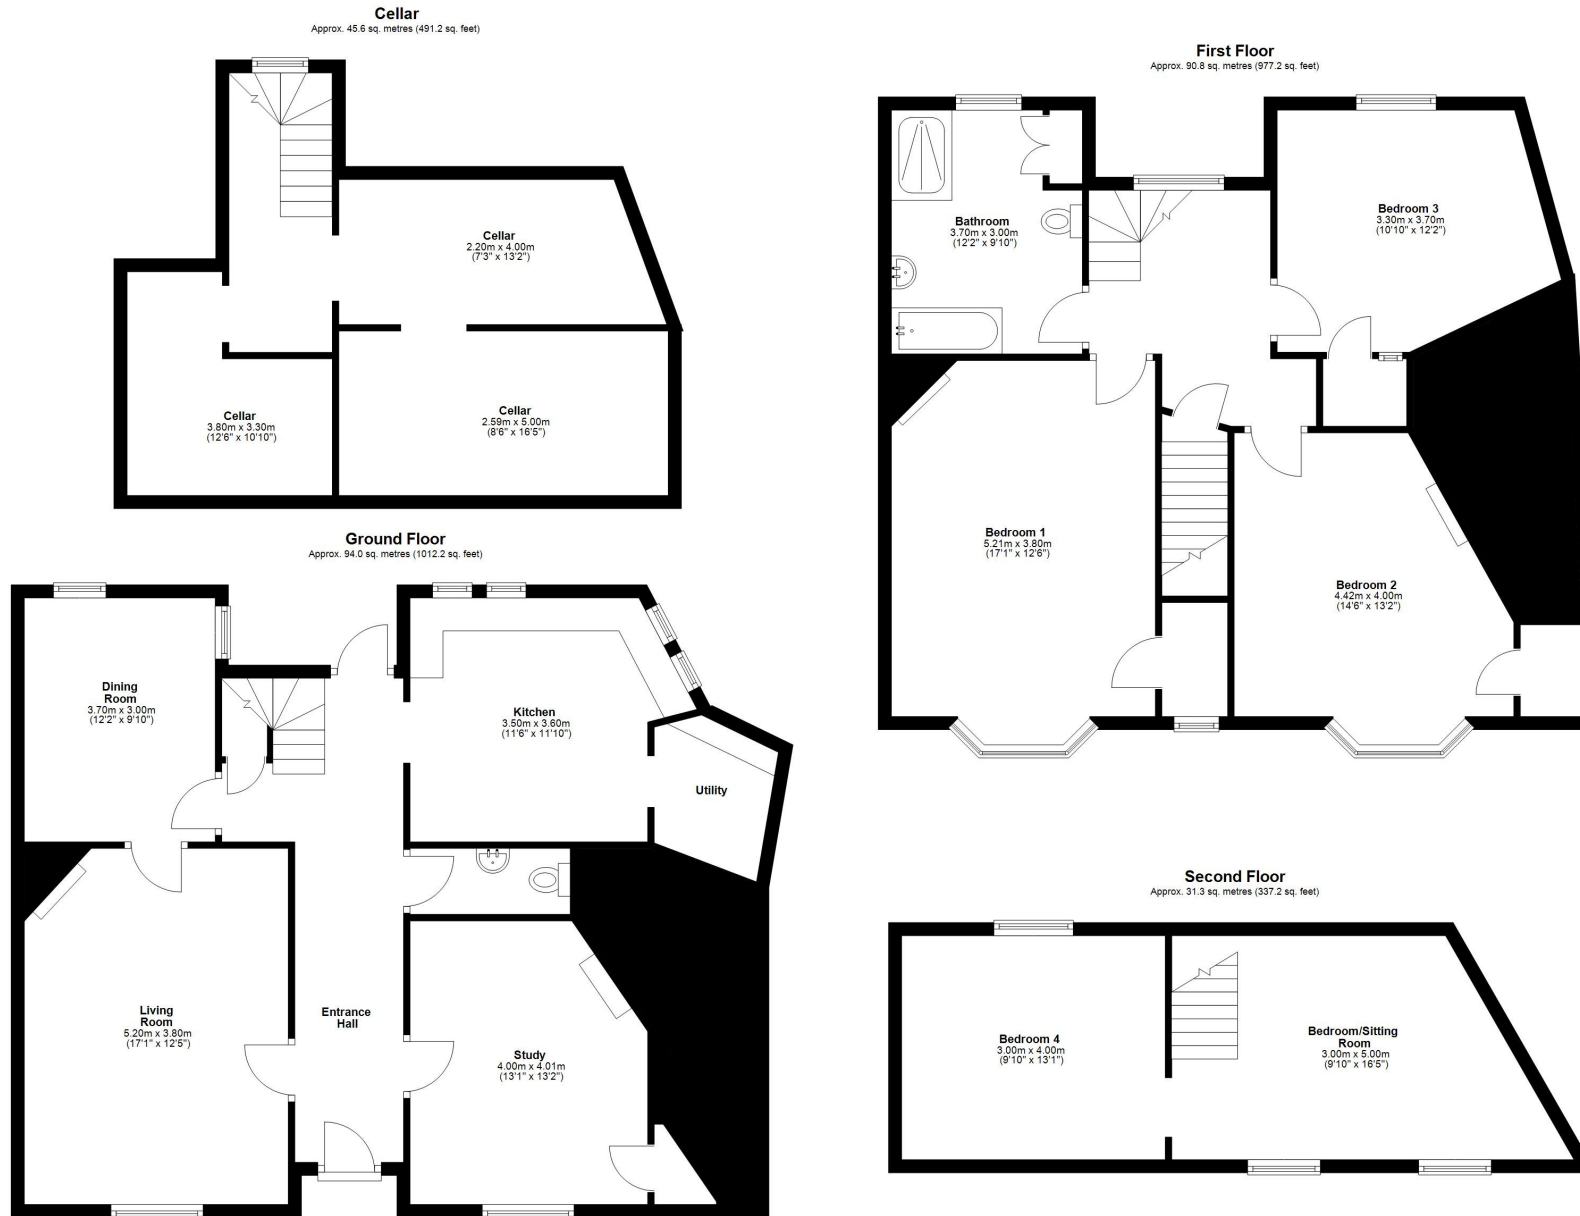 Cellar
Approx. 45.6 sq. metres (491.2 sq. feet)
Cellar
2.20m x 4.00m
(7'3" x 13'2")
Cellar
3.80m x 3.30m
(12'6" x 10'10")
Cellar
2.59m x 5.00m
(8'6" x 16'5")
Ground Floor
Approx. 94.0 sq. metres (1012.2 sq. feet)
Dining
Room
3.70m x 3.00m
(12'2" x 9'10")
Kitchen
3.50m x 3.60m
(11'6" x 11'10")
Utility
Living
Room
5.20m x 3.80m
(17'1" x 12'5")
Entrance
Hall
Study
4.00m x 4.01m
(13'1" x 13'2")
First Floor
Approx. 90.8 sq. metres (977.2 sq. feet)
Bathroom
3.70m x 3.00m
(12'2" x 9'10")
Bedroom 3
3.30m x 3.70m
(10'10" x 12'2")
Bedroom 1
5.21m x 3.80m
(17'1" x 12'6")
Bedroom 2
4.42m x 4.00m
(14'6" x 13'2")
Second Floor
Approx. 31.3 sq. metres (337.2 sq. feet)
Bedroom 4
3.00m x 4.00m
(9'10" x 13'1")
Bedroom/Sitting
Room
3.00m x 5.00m
(9'10" x 16'5")